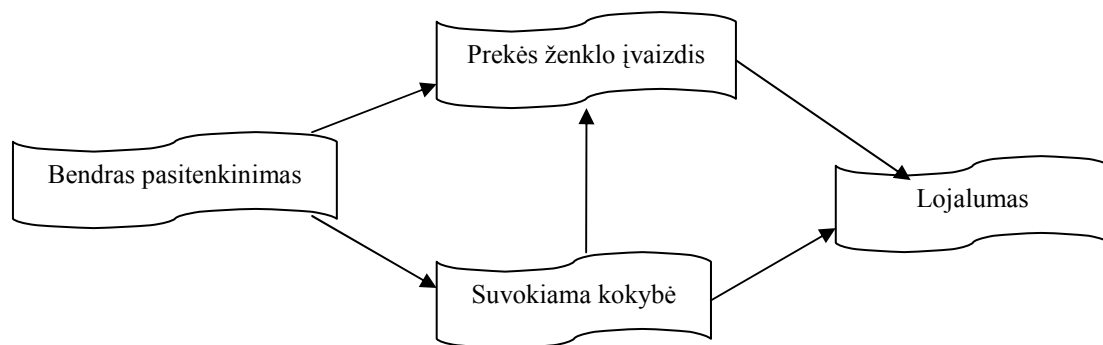 Prekės ženklo įvaizdis
Bendras pasitenkinimas
Lojalumas
Suvokiama kokybė